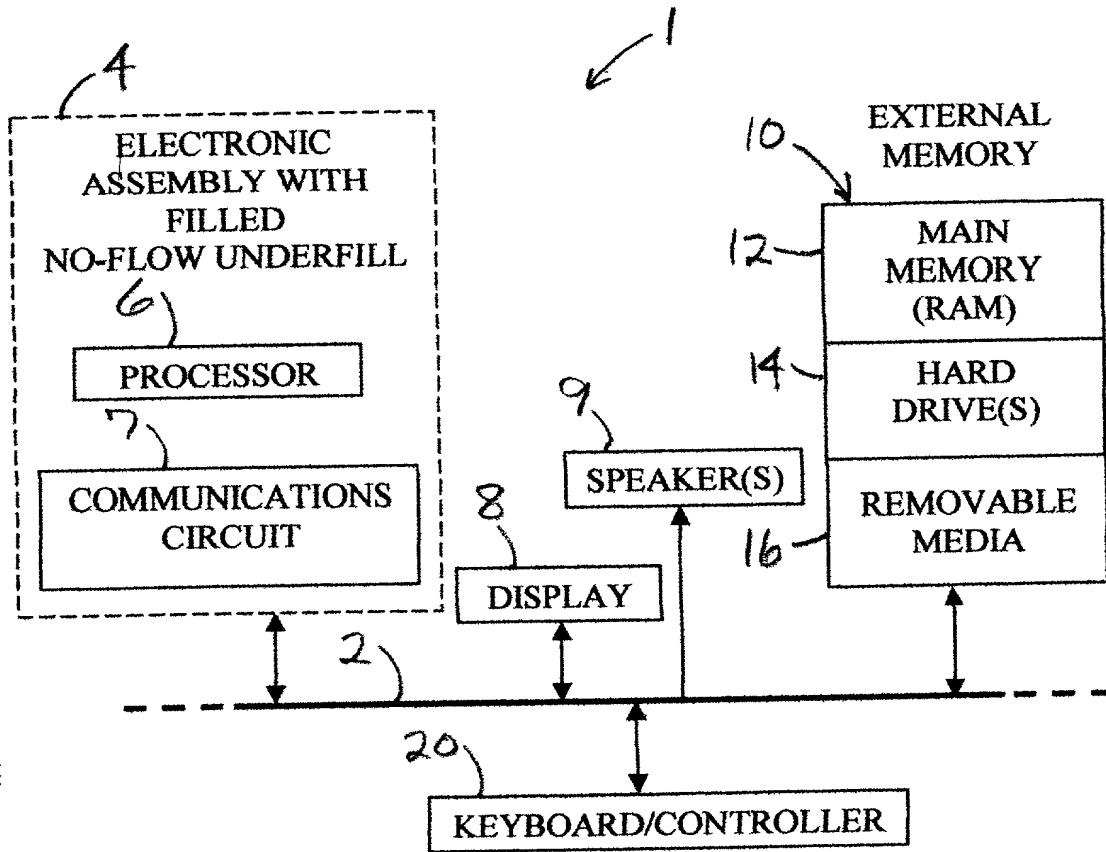 1
4
ELECTRONIC
ASSEMBLY WITH
FILLED
NO-FLOW UNDERFILL
6
PROCESSOR
7
COMMUNICATIONS
CIRCUIT
8
DISPLAY
9
SPEAKER(S)
EXTERNAL
MEMORY
10
12
MAIN
MEMORY
(RAM)
14
HARD
DRIVE(S)
16
REMOVABLE
MEDIA
2
20
KEYBOARD/CONTROLLER